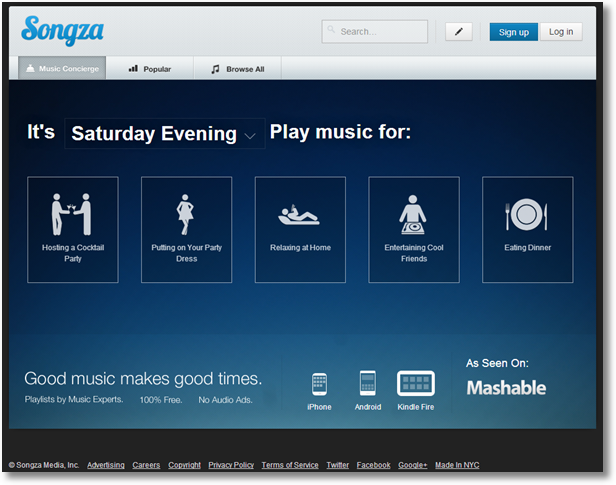 Songza
Search...
Sign up
Log in
Music Concierge
Popular
Browse All
It's Saturday Evening Play music for:
Hosting a Cocktail
Party
Putting on Your Party
Dress
Relaxing at Home
Entertaining Cool
Friends
Eating Dinner
Good music makes good times.
Playlists by Music Experts. 100% Free. No Audio Ads.
iPhone
Android
Kindle Fire
As Seen On:
Mashable
© Songza Media, Inc. Advertising Careers Copyright Privacy Policy Terms of Service Twitter Facebook Google+ Made In NYC